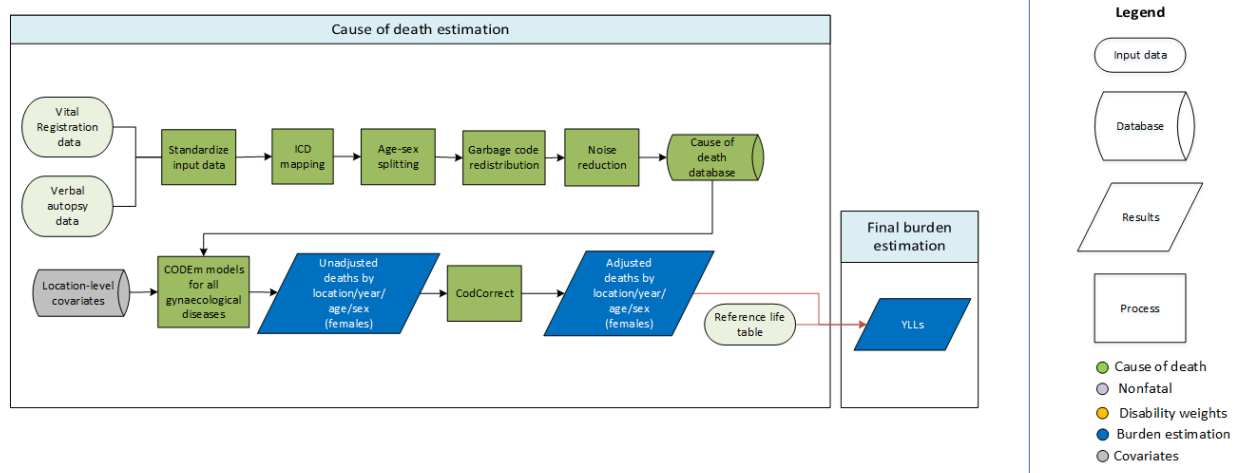 Cause of death estimation
Vital
Registration
data
Verbal
autopsy
data
Standardize
input data
ICD
mapping
Age-sex
splitting
Garbage code
redistribution
Noise
reduction
Cause of
death
database
Location-level
covariates
CODEm models
for all
gynaecological
diseases
Unadjusted
deaths by
location/year/
age/sex
(females)
CodCorrect
Adjusted
deaths by
location/year/
age/sex
(females)
Reference life
table
Final burden
estimation
YLLs
Legend
Input data
Database
Results
Process
Cause of death
Nonfatal
Disability weights
Burden estimation
Covariates